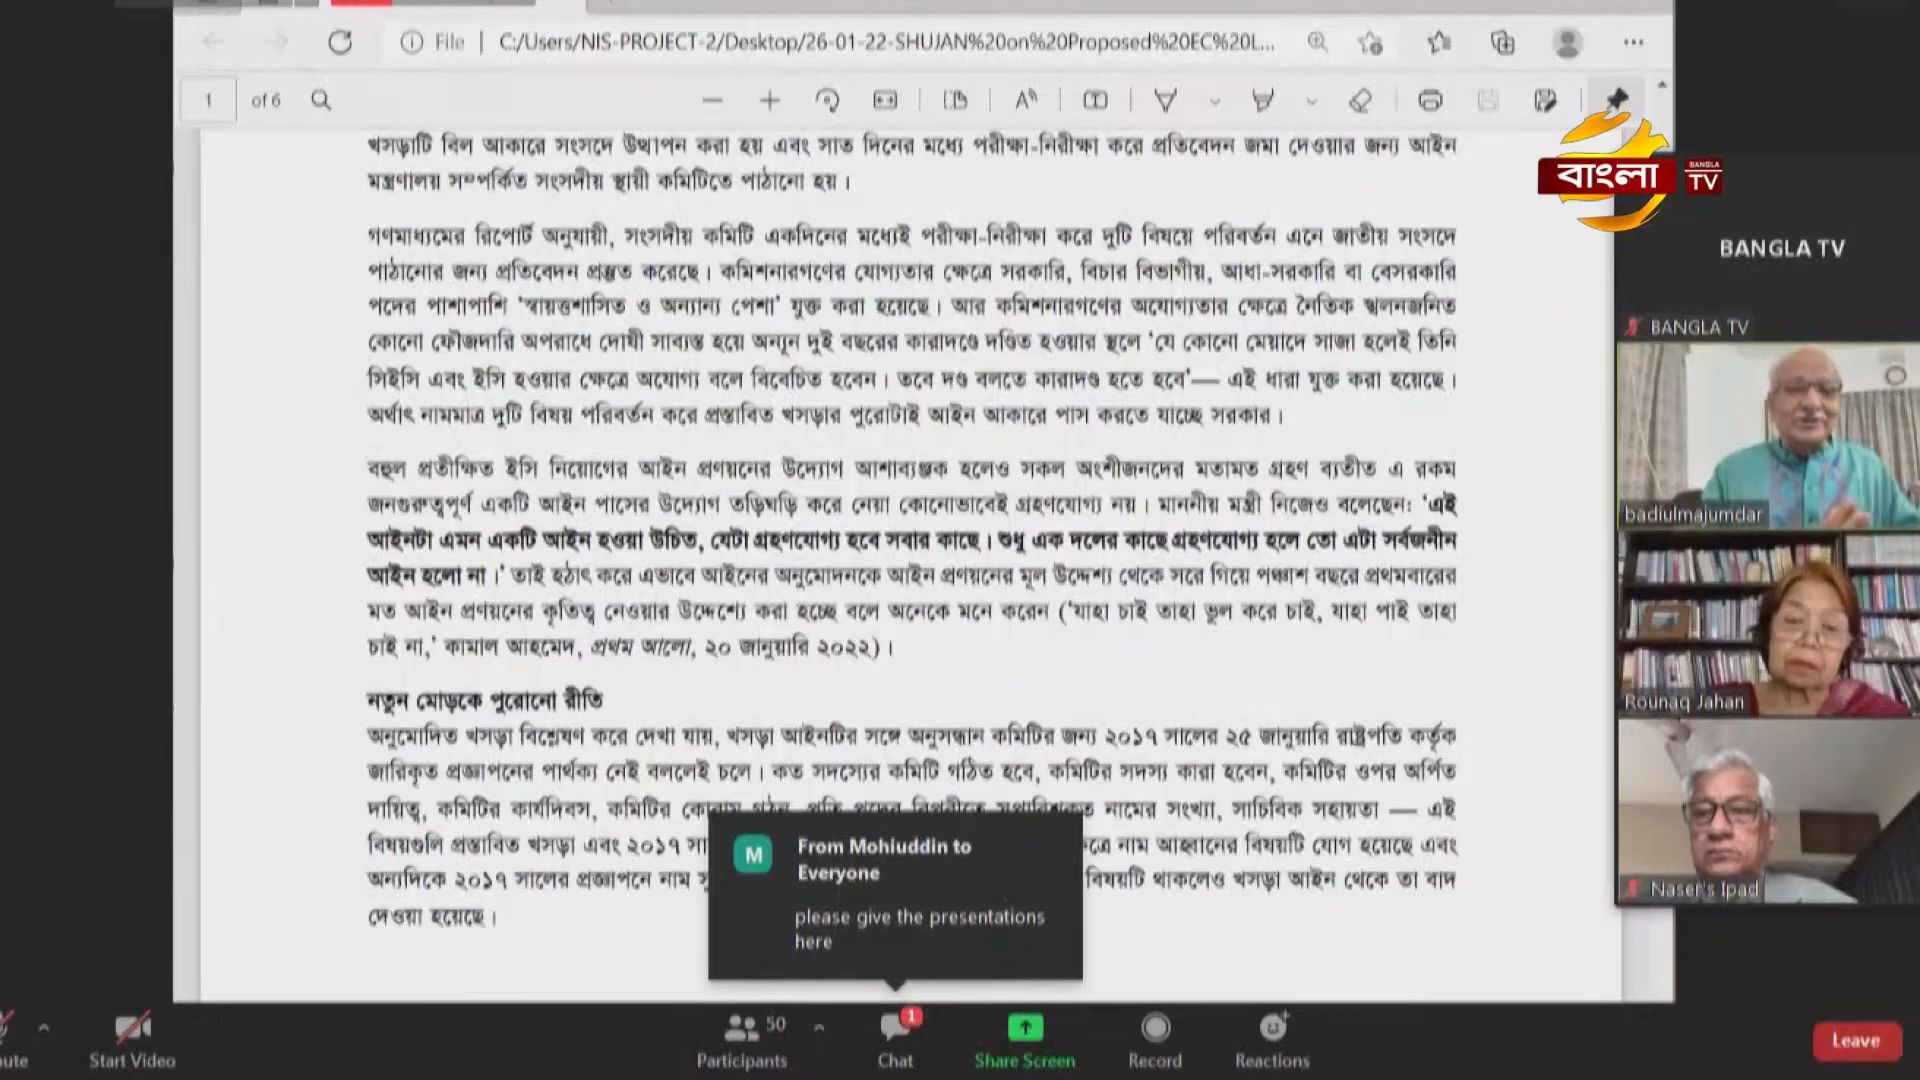 File
C:/Users/NIS-PROJECT-2/Desktop/26-01-22-SHUJAN%20on%20Proposed%20EC%20L...
1 of 6
খসড়াটি বিল আকারে সংসদে উত্থাপন করা হয় এবং সাত দিনের মধ্যে পরীক্ষা-নিরীক্ষা করে প্রতিবেদন জমা দেওয়ার জন্য আইন
মন্ত্রণালয় সম্পর্কিত সংসদীয় স্থায়ী কমিটিতে পাঠানো হয়।
গণমাধ্যমের রিপোর্ট অনুযায়ী, সংসদীয় কমিটি একদিনের মধ্যেই পরীক্ষা-নিরীক্ষা করে দুটি বিষয়ে পরিবর্তন এনে জাতীয় সংসদে
পাঠানোর জন্য প্রতিবেদন প্রস্তুত করেছে। কমিশনারগণের যোগ্যতার ক্ষেত্রে সরকারি, বিচার বিভাগীয়, আধা-সরকারি বা বেসরকারি
পদের পাশাপাশি 'স্বায়ত্তশাসিত ও অন্যান্য পেশা' যুক্ত করা হয়েছে। আর কমিশনারগণের অযোগ্যতার ক্ষেত্রে নৈতিক স্খলনজনিত
কোনো ফৌজদারি অপরাধে দোষী সাব্যস্ত হয়ে অন্যূন দুই বছরের কারাদণ্ডে দণ্ডিত হওয়ার স্থলে 'যে কোনো মেয়াদে সাজা হলেই তিনি
সিইসি এবং ইসি হওয়ার ক্ষেত্রে অযোগ্য বলে বিবেচিত হবেন। তবে দণ্ড বলতে কারাদণ্ড হতে হবে'— এই ধারা যুক্ত করা হয়েছে।
অর্থাৎ নামমাত্র দুটি বিষয় পরিবর্তন করে প্রস্তাবিত খসড়ার পুরোটাই আইন আকারে পাস করতে যাচ্ছে সরকার।
বহুল প্রতীক্ষিত ইসি নিয়োগের আইন প্রণয়নের উদ্যোগ আশাব্যঞ্জক হলেও সকল অংশীজনদের মতামত গ্রহণ ব্যতীত এ রকম
জনগুরুত্বপূর্ণ একটি আইন পাসের উদ্যোগ তড়িঘড়ি করে নেয়া কোনোভাবেই গ্রহণযোগ্য নয়। মাননীয় মন্ত্রী নিজেও বলেছেন: 'এই
আইনটা এমন একটি আইন হওয়া উচিত, যেটা গ্রহণযোগ্য হবে সবার কাছে। শুধু এক দলের কাছে গ্রহণযোগ্য হলে তো এটা সর্বজনীন
আইন হলো না।' তাই হঠাৎ করে এভাবে আইনের অনুমোদনকে আইন প্রণয়নের মূল উদ্দেশ্য থেকে সরে গিয়ে পঞ্চাশ বছরে প্রথমবারের
মত আইন প্রণয়নের কৃতিত্ব নেওয়ার উদ্দেশ্যে করা হচ্ছে বলে অনেকে মনে করেন ('যাহা চাই তাহা ভুল করে চাই, যাহা পাই তাহা
চাই না,' কামাল আহমেদ, প্রথম আলো, ২০ জানুয়ারি ২০২২)।
নতুন মোড়কে পুরোনো রীতি
অনুমোদিত খসড়া বিশ্লেষণ করে দেখা যায়, খসড়া আইনটির সঙ্গে অনুসন্ধান কমিটির জন্য ২০১৭ সালের ২৫ জানুয়ারি রাষ্ট্রপতি কর্তৃক
জারিকৃত প্রজ্ঞাপনের পার্থক্য নেই বললেই চলে। কত সদস্যের কমিটি গঠিত হবে, কমিটির সদস্য কারা হবেন, কমিটির ওপর অর্পিত
দায়িত্ব, কমিটির কার্যদিবস, কমিটির নামের সংখ্যা, সাচিবিক সহায়তা — এই
বিষয়গুলি প্রস্তাবিত খসড়া এবং ২০১৭ নাম আহ্বানের বিষয়টি যোগ হয়েছে এবং
অন্যদিকে ২০১৭ সালের প্রজ্ঞাপনে নাম বিষয়টি থাকলেও খসড়া আইন থেকে তা বাদ
দেওয়া হয়েছে।
M
From Mohiuddin to
Everyone
please give the presentations
here
বাংলা
BANGLA
TV
BANGLA TV
BANGLA TV
badiulmajumdar
Rounaq Jahan
Naser's Ipad
Start Video
50
Participants
1
Chat
Share Screen
Record
Reactions
Leave